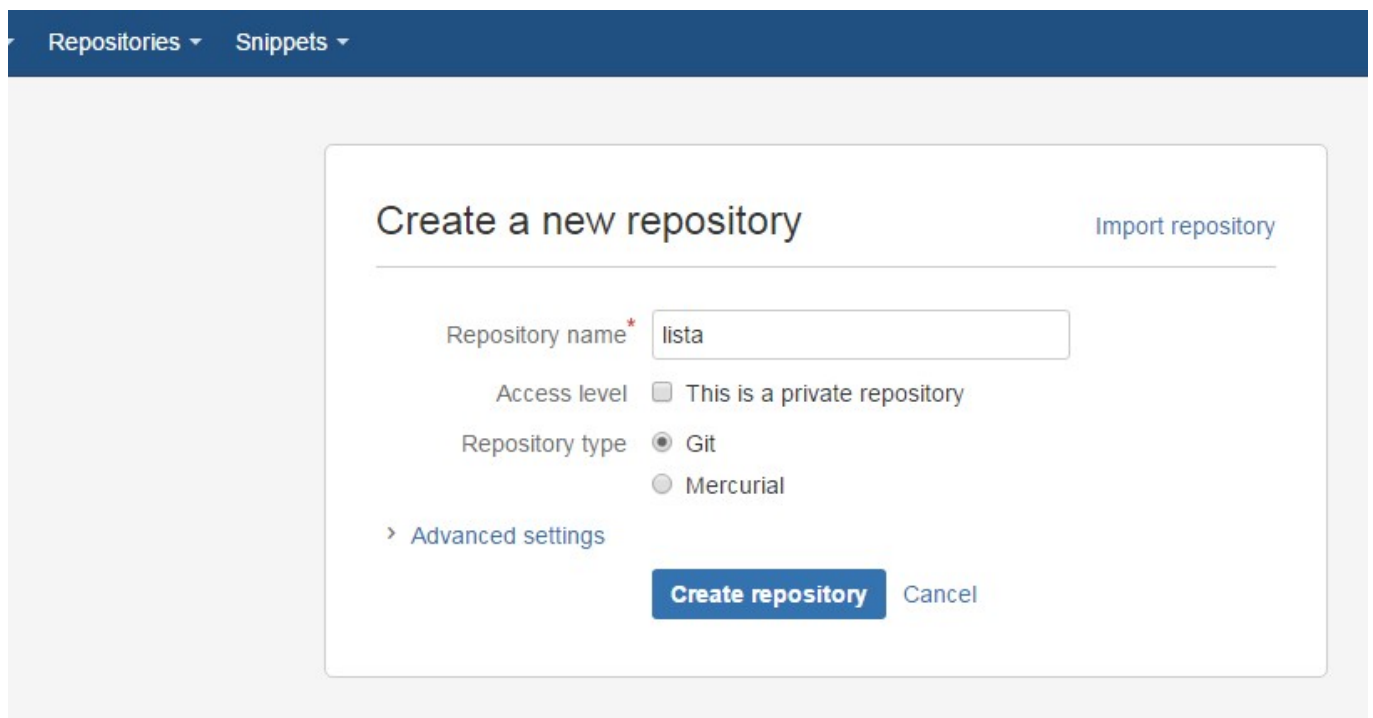 Repositories Snippets
Create a new repository Import repository
Repository name* lista
Access level This is a private repository
Repository type Git
Mercurial
Advanced settings
Create repository Cancel